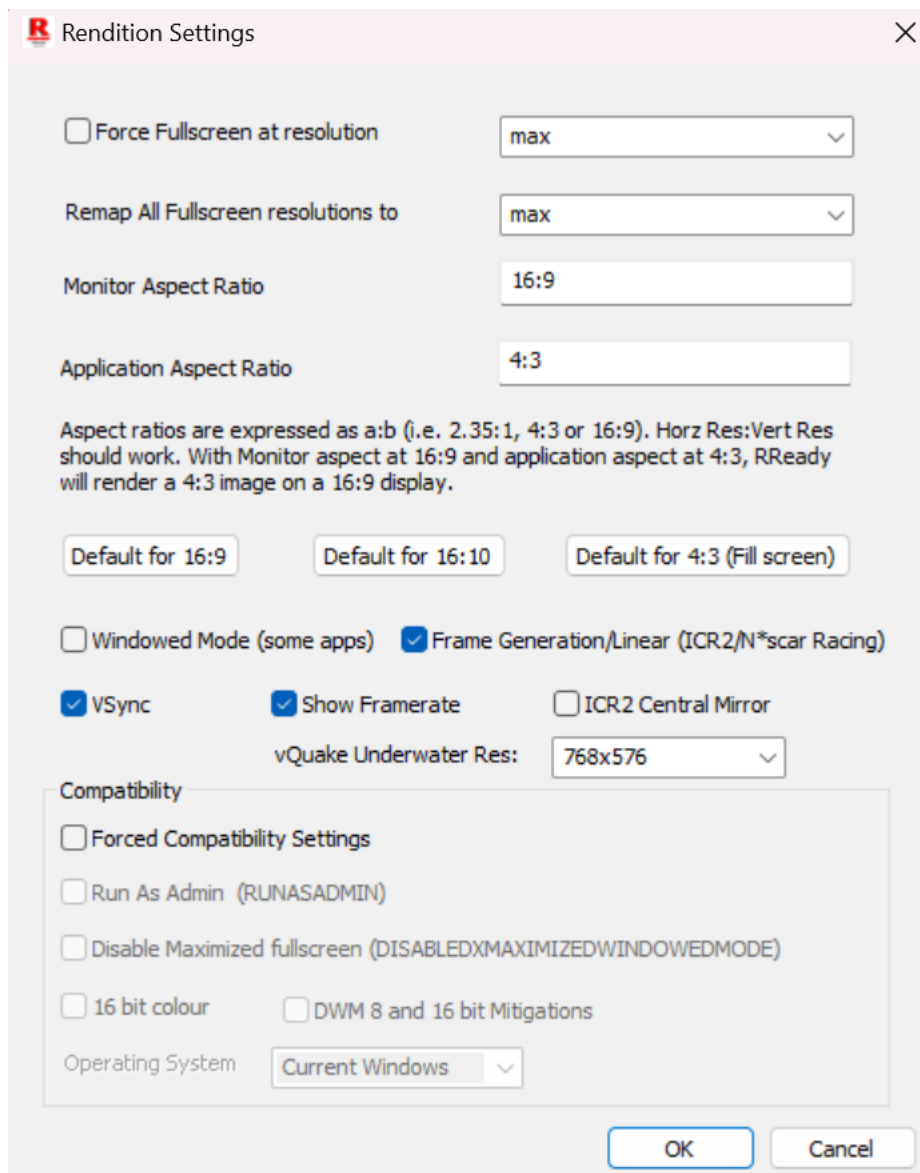 R Rendition Settings
Force Fullscreen at resolution max
Remap All Fullscreen resolutions to max
Monitor Aspect Ratio 16:9
Application Aspect Ratio 4:3
Aspect ratios are expressed as a:b (i.e. 2.35:1, 4:3 or 16:9). Horz Res:Vert Res
should work. With Monitor aspect at 16:9 and application aspect at 4:3, RReady
will render a 4:3 image on a 16:9 display.
Default for 16:9 Default for 16:10 Default for 4:3 (Fill screen)
Windowed Mode (some apps) Frame Generation/Linear (ICR2/N*scar Racing)
VSync Show Framerate ICR2 Central Mirror
vQuake Underwater Res: 768x576
Compatibility
Forced Compatibility Settings
Run As Admin (RUNASADMIN)
Disable Maximized fullscreen (DISABLEDXMAXIMIZEDWINDOWEDMODE)
16 bit colour DWM 8 and 16 bit Mitigations
Operating System Current Windows
OK Cancel